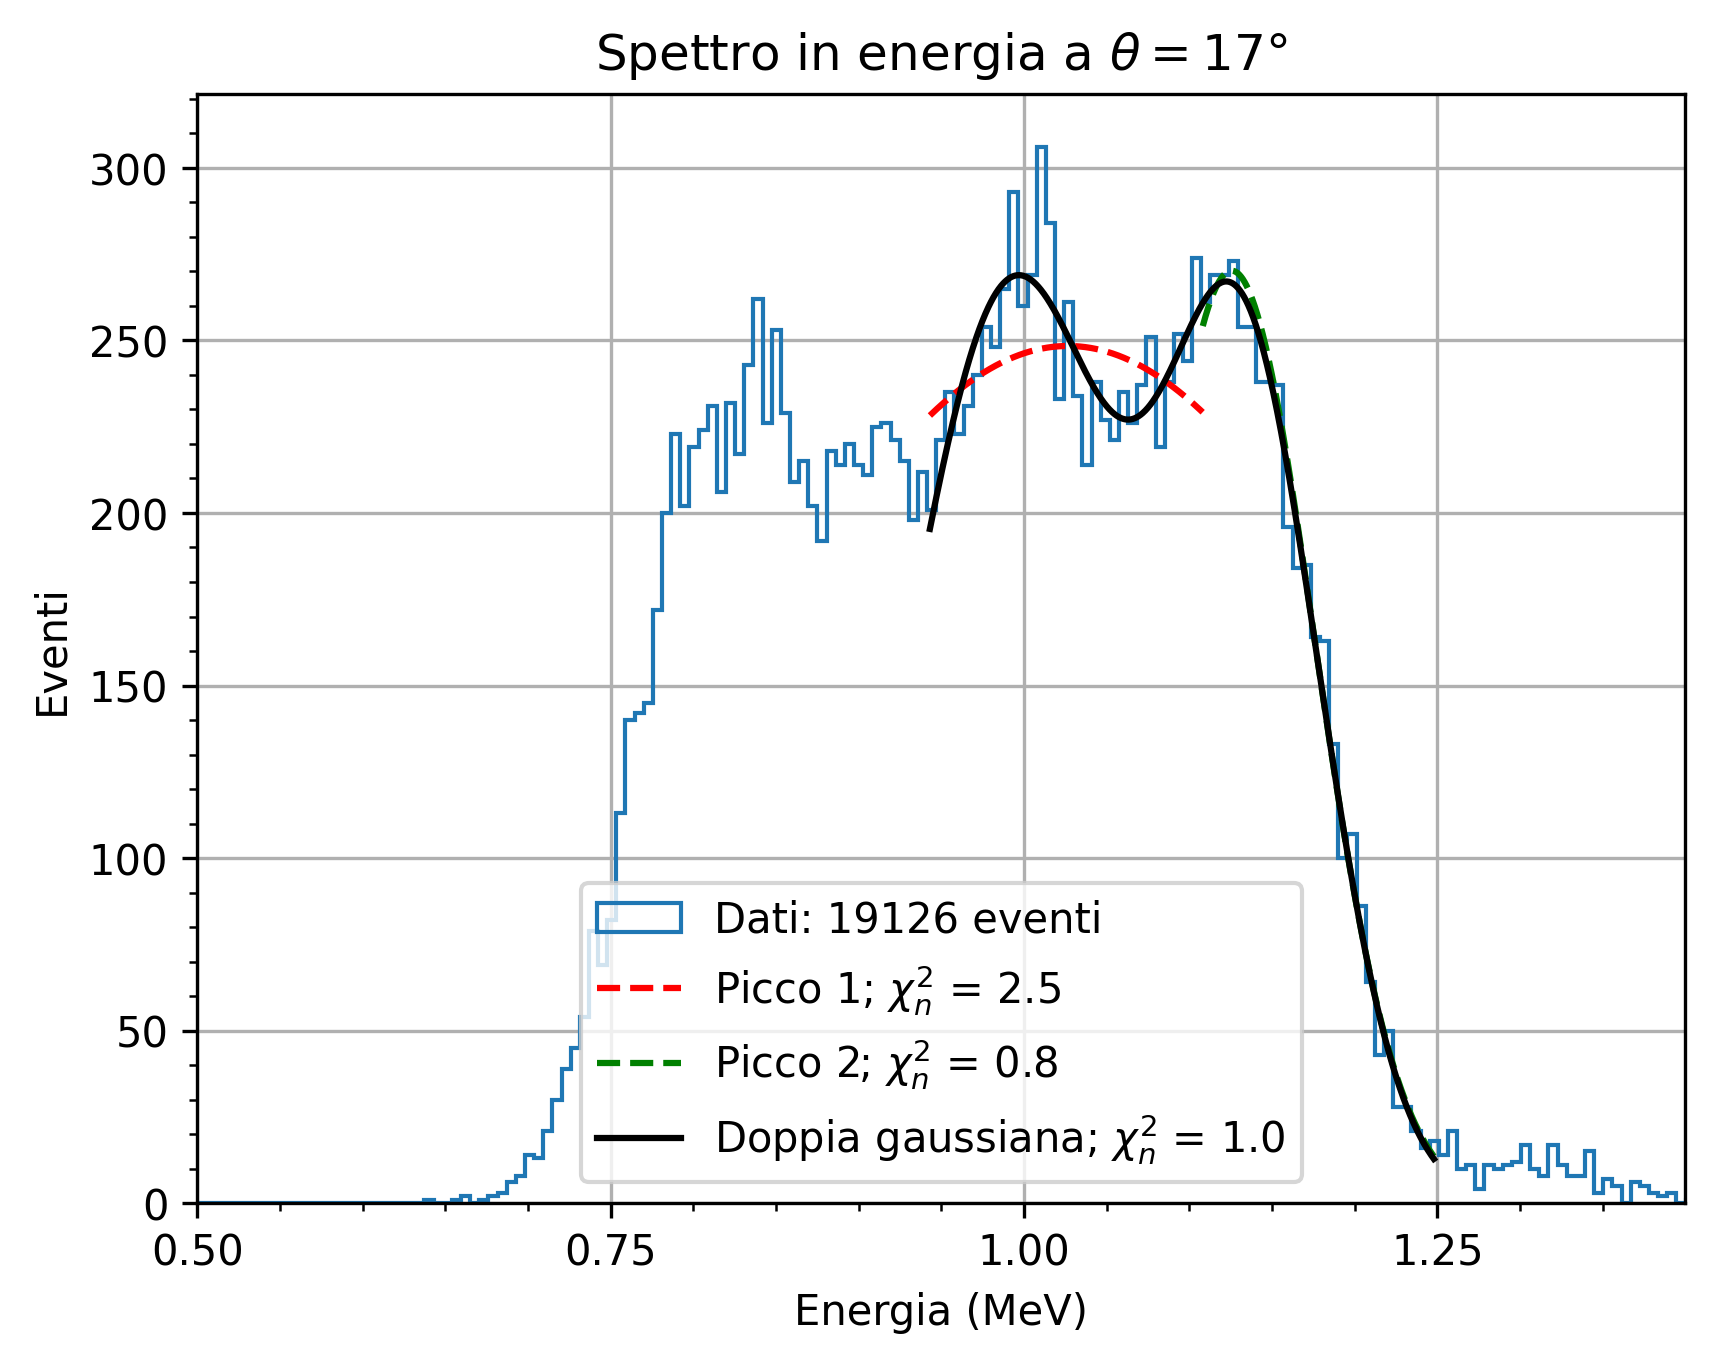 Spettro in energia a θ = 17°
Eventi
300
250
200
150
100
50
0
0.50 0.75 1.00 1.25
Energia (MeV)
Dati: 19126 eventi
Picco 1; χ²ₙ = 2.5
Picco 2; χ²ₙ = 0.8
Doppia gaussiana; χ²ₙ = 1.0